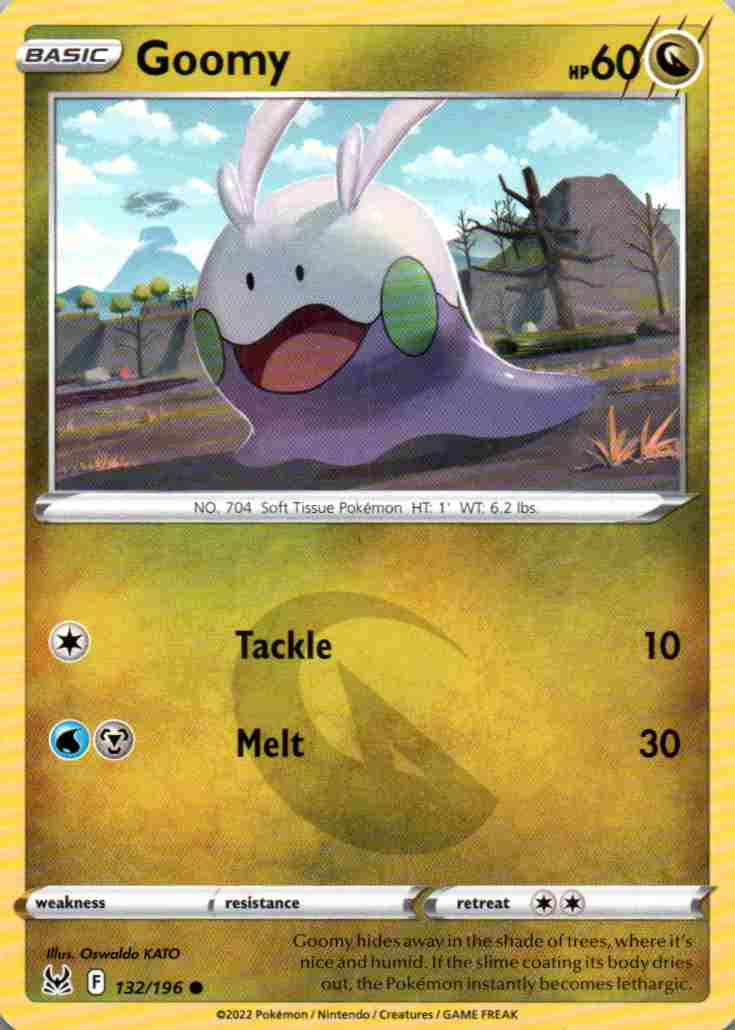 BASIC Goomy HP60
NO. 704 Soft Tissue Pokémon HT: 1' WT: 6.2 lbs.
Tackle 10
Melt 30
weakness resistance retreat
Illus. Oswaldo KATO
Goomy hides away in the shade of trees, where it's
nice and humid. If the slime coating its body dries
out, the Pokémon instantly becomes lethargic.
F 132/196
©2022 Pokémon / Nintendo / Creatures / GAME FREAK